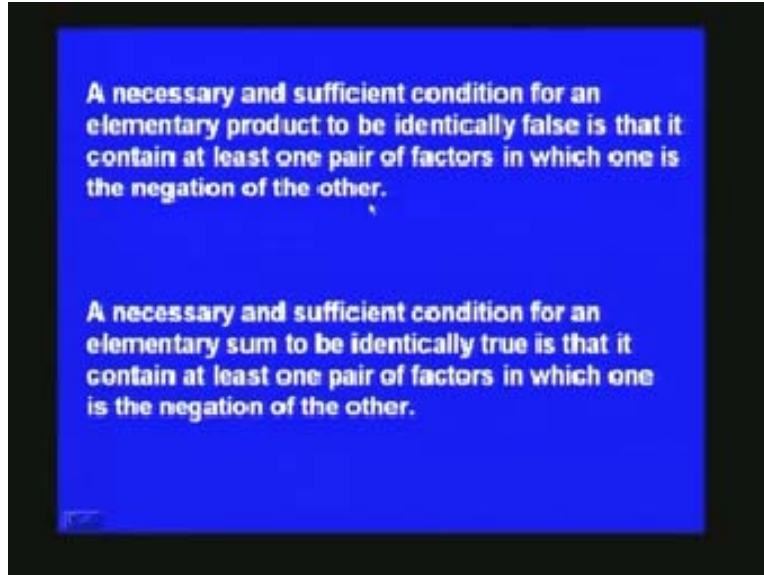 A necessary and sufficient condition for an
elementary product to be identically false is that it
contain at least one pair of factors in which one is
the negation of the other.
A necessary and sufficient condition for an
elementary sum to be identically true is that it
contain at least one pair of factors in which one
is the negation of the other.